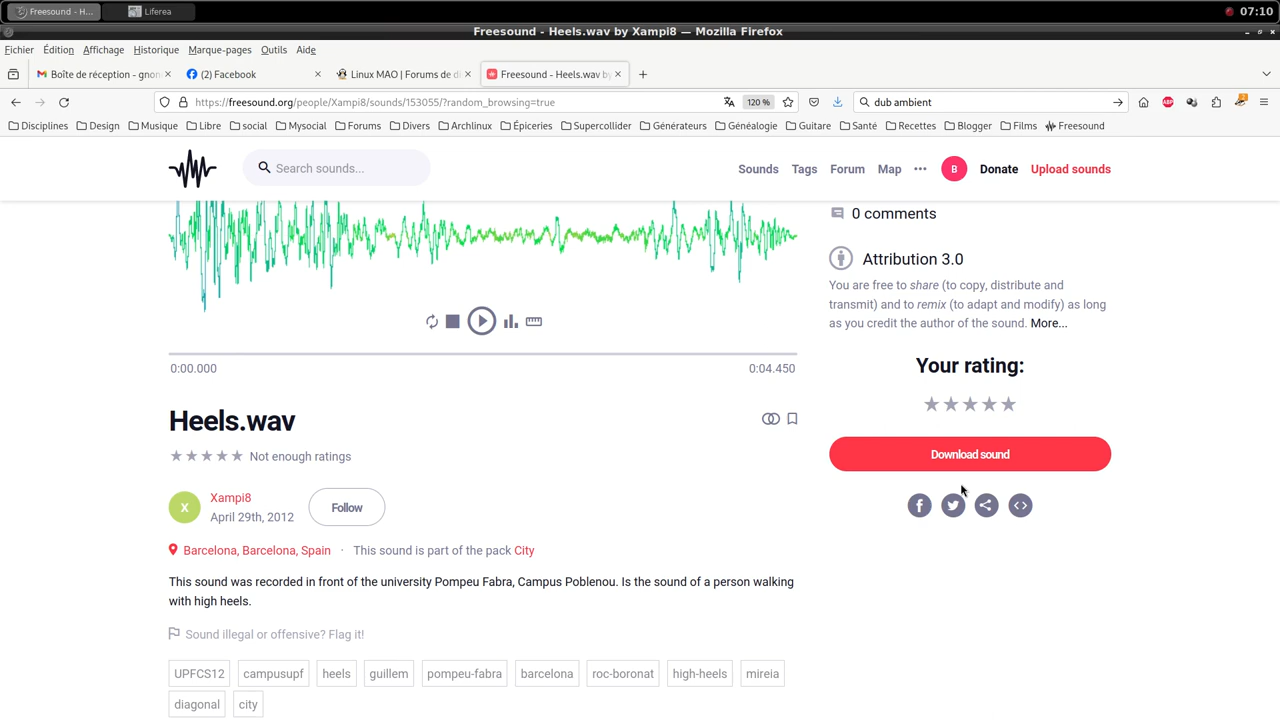 Freesound - H...
Liferea
07:10
Freesound - Heels.wav by Xampi8 — Mozilla Firefox
Fichier Édition Affichage Historique Marque-pages Outils Aide
Boîte de réception - gnon
(2) Facebook
Linux MAO | Forums de di
Freesound - Heels.wav by
https://freesound.org/people/Xampi8/sounds/153055/?random_browsing=true
120 %
dub ambient
ABP
2
Disciplines Design Musique Libre social Mysocial Forums Divers Archlinux Épiceries Supercollider Générateurs Généalogie Guitare Santé Recettes Blogger Films Freesound
Search sounds...
Sounds Tags Forum Map ••• B Donate Upload sounds
0 comments
Attribution 3.0
You are free to share (to copy, distribute and
transmit) and to remix (to adapt and modify) as long
as you credit the author of the sound. More...
0:00.000
0:04.450
Your rating:
Heels.wav
Not enough ratings
Download sound
X
Xampi8
April 29th, 2012
Follow
Barcelona, Barcelona, Spain · This sound is part of the pack City
This sound was recorded in front of the university Pompeu Fabra, Campus Poblenou. Is the sound of a person walking
with high heels.
Sound illegal or offensive? Flag it!
UPFCS12 campusupf heels guillem pompeu-fabra barcelona roc-boronat high-heels mireia
diagonal city